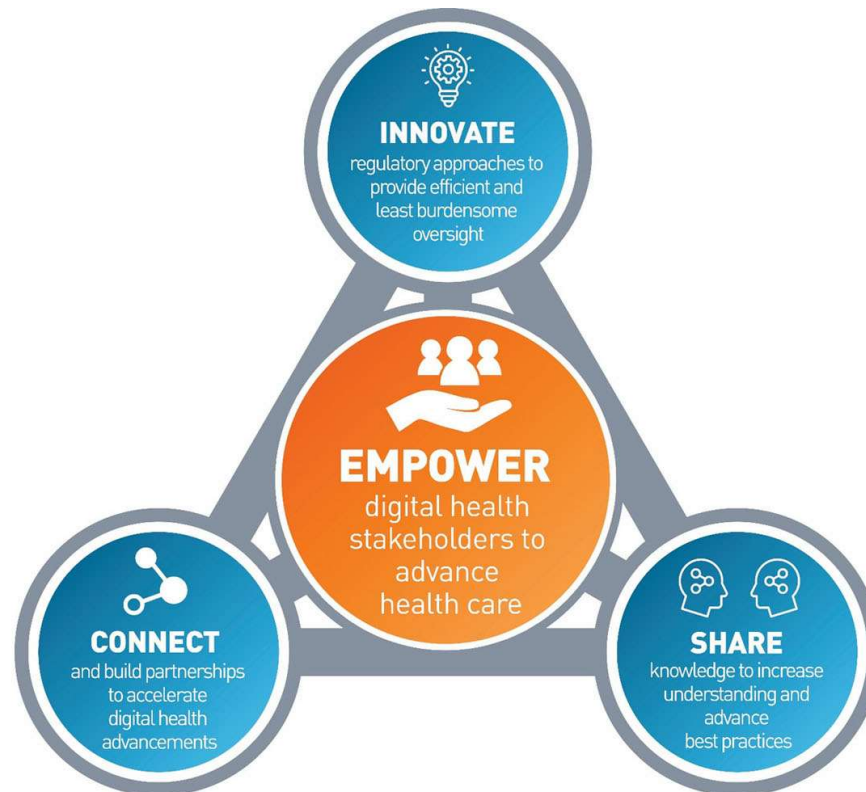 INNOVATE
regulatory approaches to
provide efficient and
least burdensome
oversight
EMPOWER
digital health
stakeholders to
advance
health care
CONNECT
and build partnerships
to accelerate
digital health
advancements
SHARE
knowledge to increase
understanding and
advance
best practices